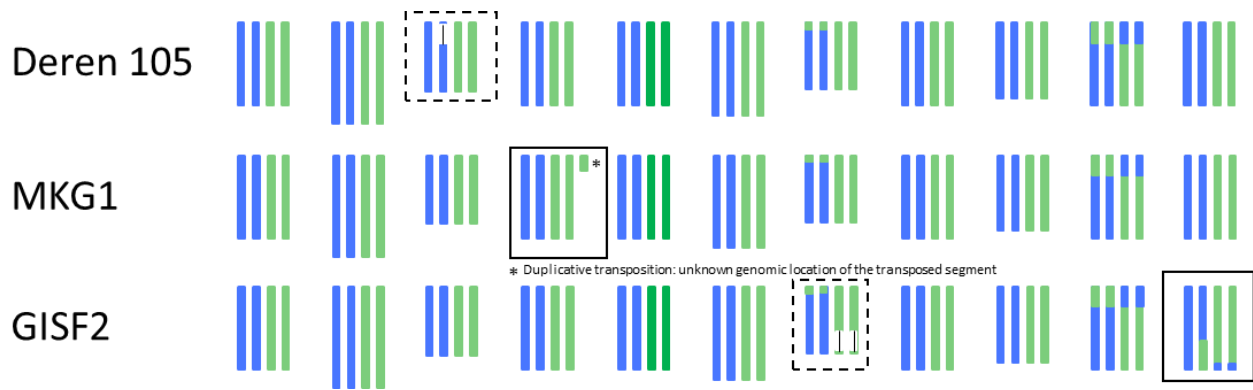 Deren 105
MKG1
*
* Duplicative transposition: unknown genomic location of the transposed segment
GISF2